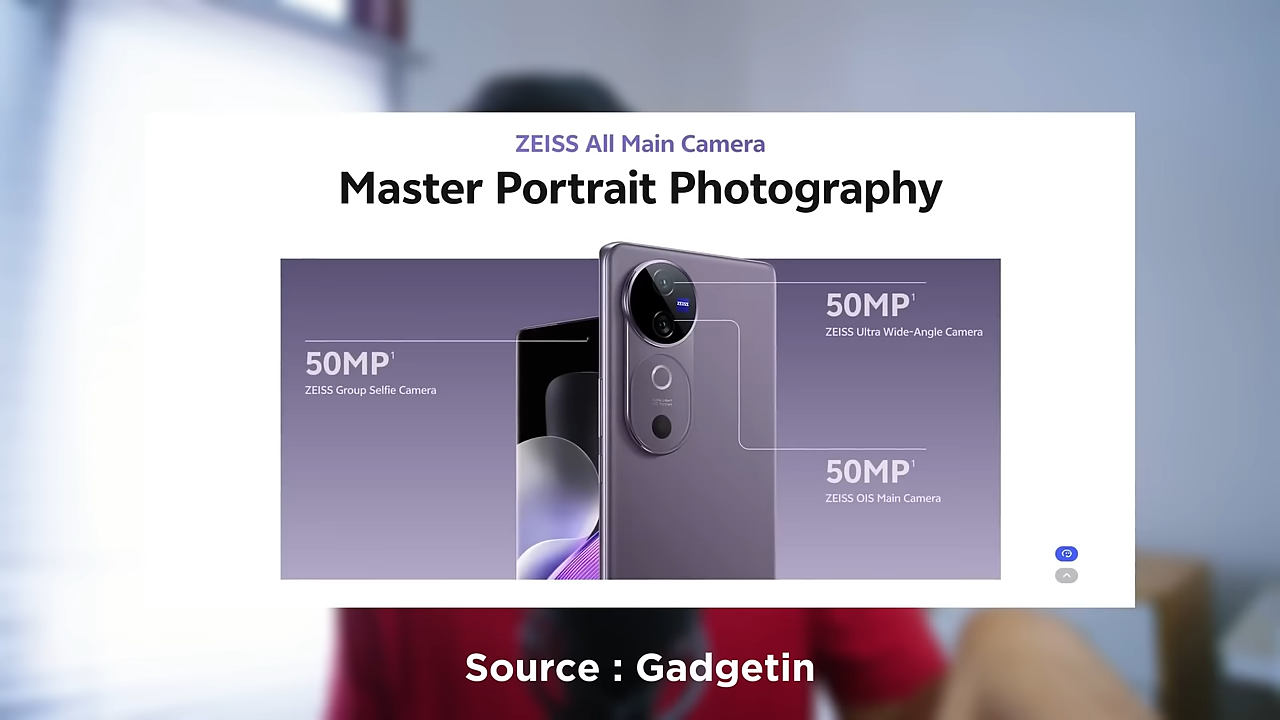 ZEISS All Main Camera
Master Portrait Photography
50MP¹
ZEISS Group Selfie Camera
ZEISS
50MP¹
ZEISS Ultra Wide-Angle Camera
50MP¹
ZEISS OIS Main Camera
Source : Gadgetin